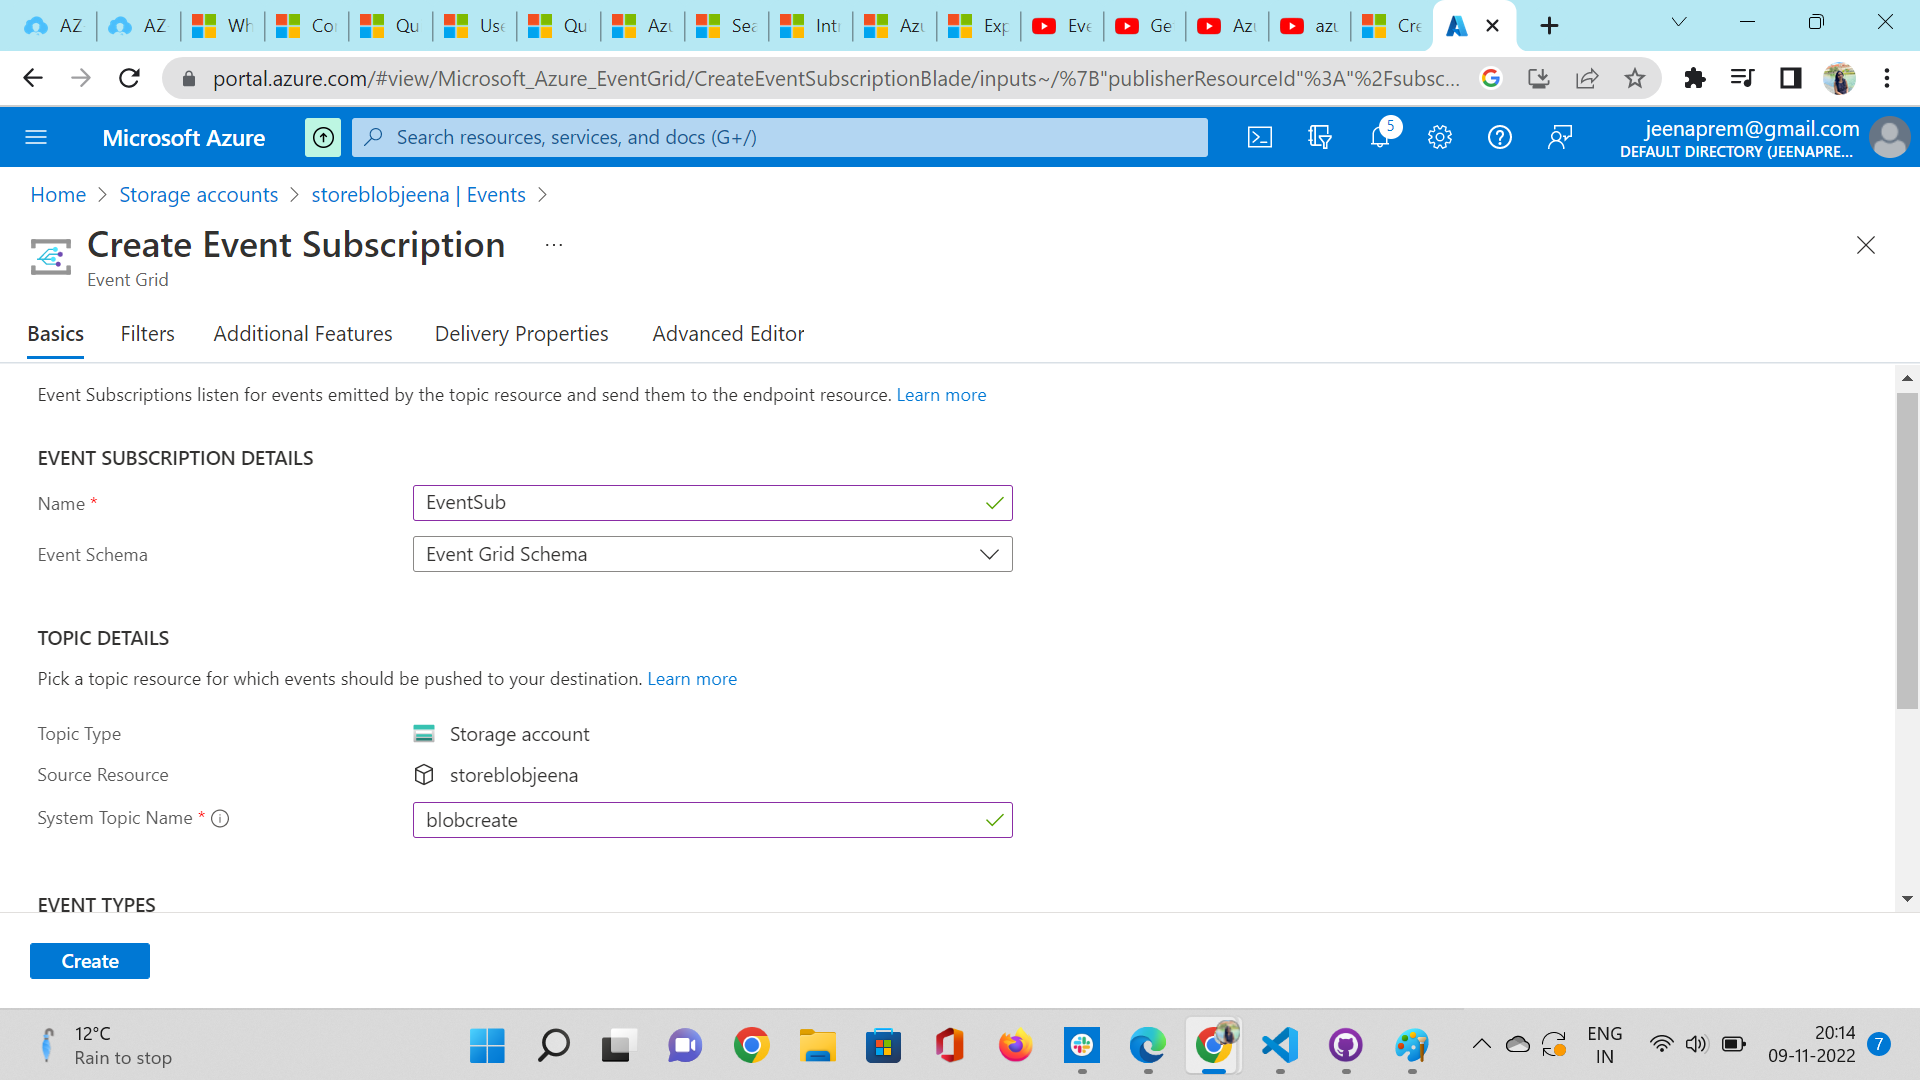 AZ AZ Wh Co Qu Use Qu Azu Sea Intr Azu Exp Eve Ge Azu azu Cre
portal.azure.com/#view/Microsoft_Azure_EventGrid/CreateEventSubscriptionBlade/inputs~/%7B"publisherResourceId"%3A"%2Fsubsc...
Microsoft Azure
Search resources, services, and docs (G+/)
5
jeenaprem@gmail.com
DEFAULT DIRECTORY (JEENAPRE...
Home > Storage accounts > storeblobjeena | Events >
Create Event Subscription ...
Event Grid
Basics Filters Additional Features Delivery Properties Advanced Editor
Event Subscriptions listen for events emitted by the topic resource and send them to the endpoint resource. Learn more
EVENT SUBSCRIPTION DETAILS
Name * EventSub
Event Schema Event Grid Schema
TOPIC DETAILS
Pick a topic resource for which events should be pushed to your destination. Learn more
Topic Type Storage account
Source Resource storeblobjeena
System Topic Name * blobcreate
EVENT TYPES
Create
12°C
Rain to stop
ENG
IN
20:14
09-11-2022
7